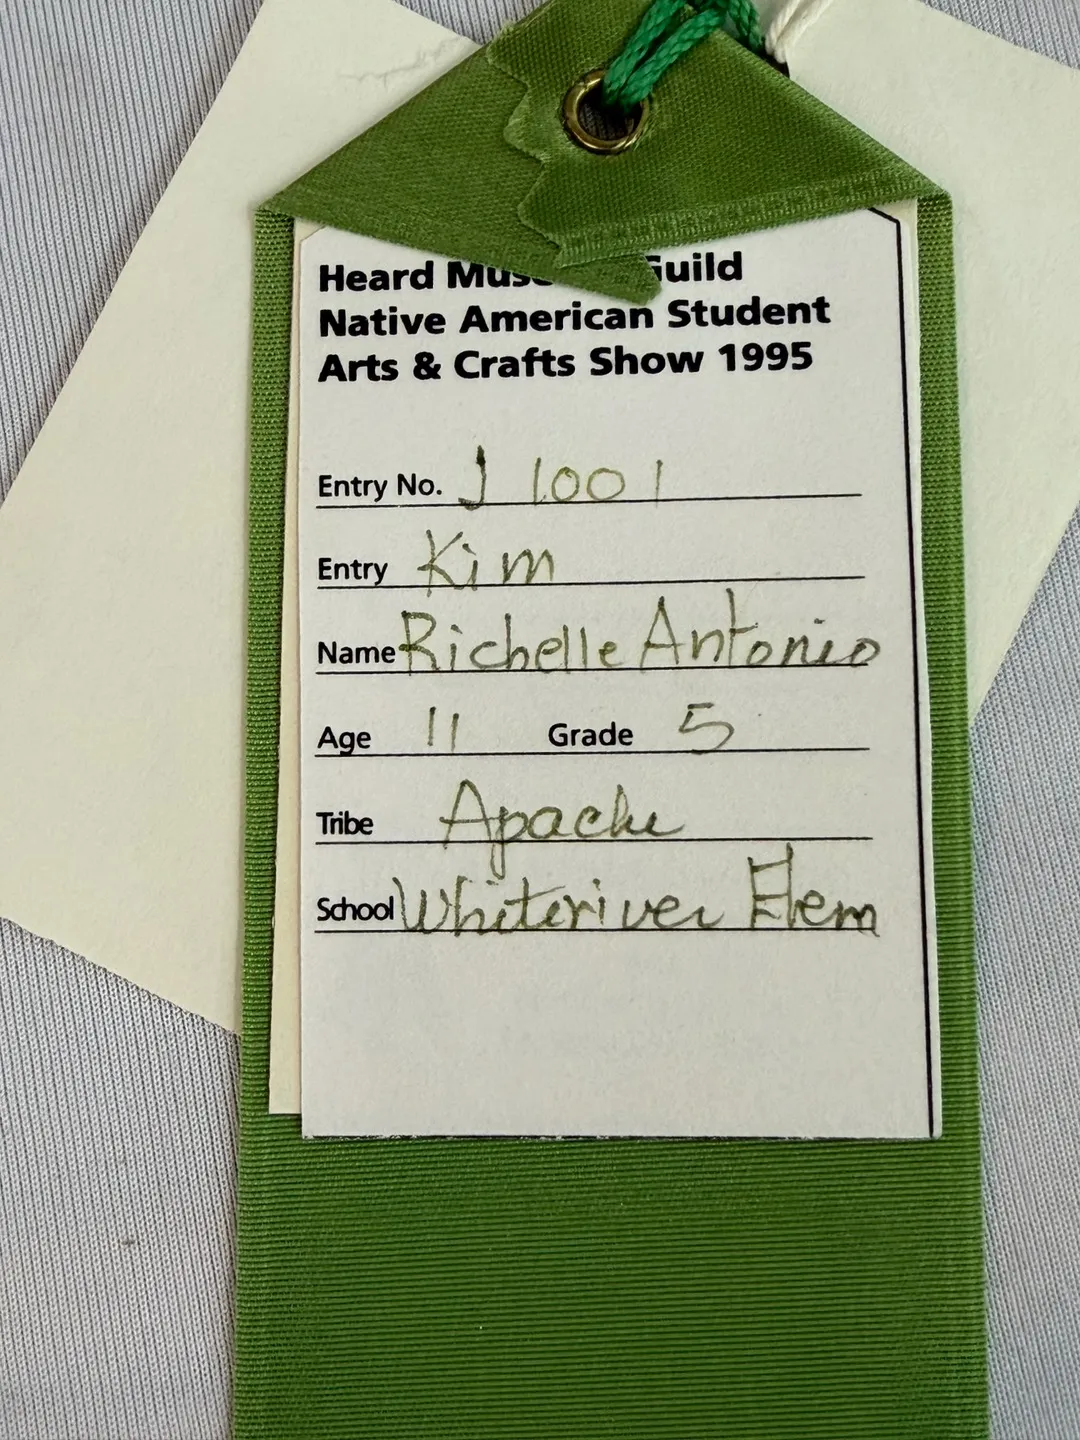 Heard Mus Guild
Native American Student
Arts & Crafts Show 1995
Entry No. J 1001
Entry Kim
Name Richelle Antonio
Age 11 Grade 5
Tribe Apache
School Whiteriver Elem